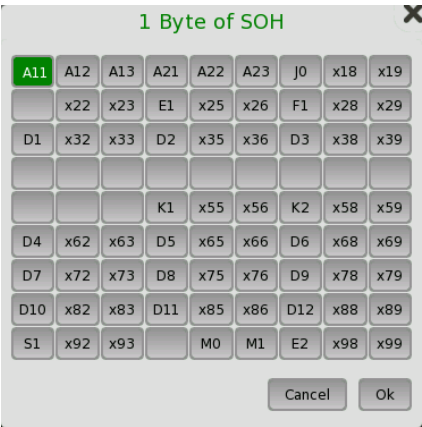 1 Byte of SOH
A11 A12 A13 A21 A22 A23 J0 x18 x19
x22 x23 E1 x25 x26 F1 x28 x29
D1 x32 x33 D2 x35 x36 D3 x38 x39
K1 x55 x56 K2 x58 x59
D4 x62 x63 D5 x65 x66 D6 x68 x69
D7 x72 x73 D8 x75 x76 D9 x78 x79
D10 x82 x83 D11 x85 x86 D12 x88 x89
S1 x92 x93 M0 M1 E2 x98 x99
Cancel Ok